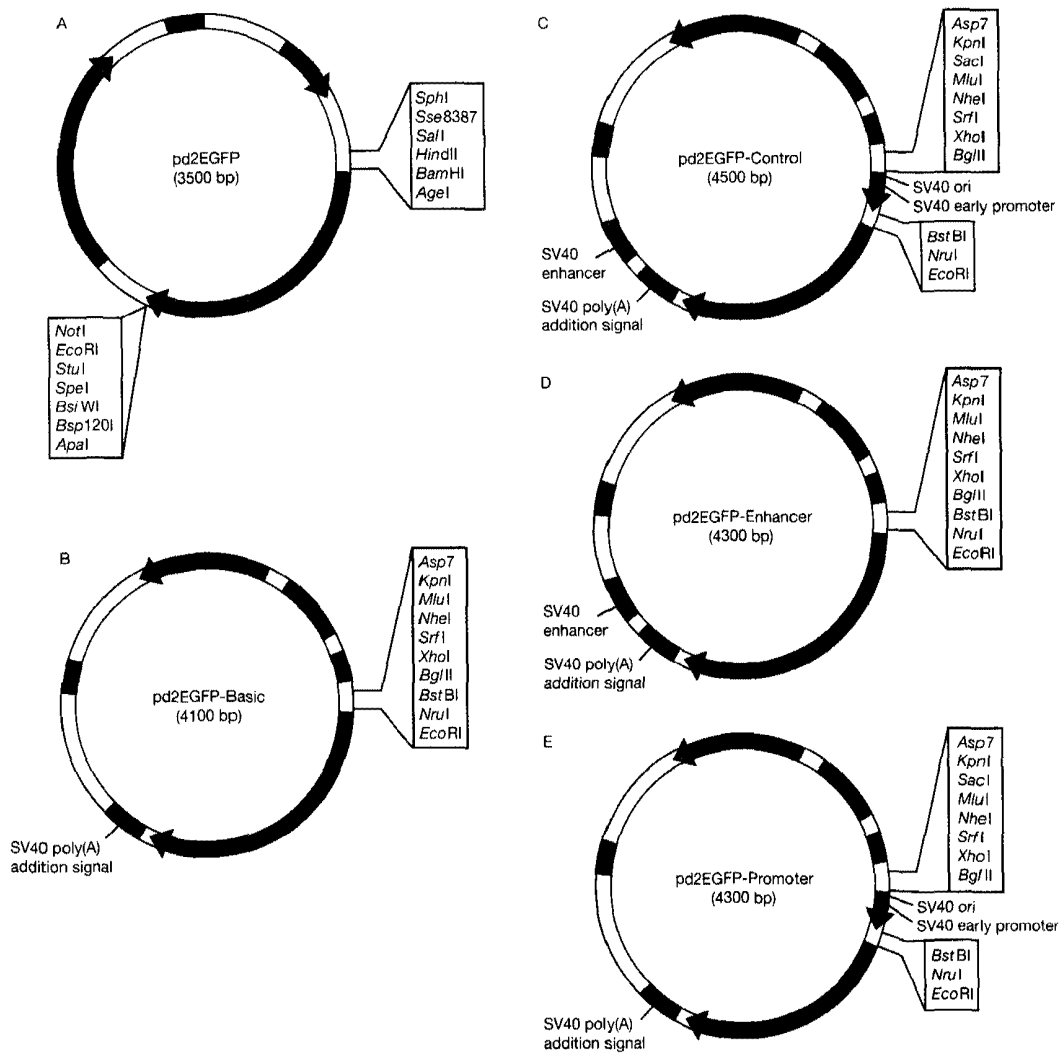 A
pd2EGFP
(3500 bp)
SphI
Sse8387
SalI
HindII
BamHI
AgeI
NotI
EcoRI
StuI
SpeI
BsiWI
Bsp120I
ApaI
B
pd2EGFP-Basic
(4100 bp)
Asp7
KpnI
MluI
NheI
SrfI
XhoI
BglII
BstBI
NruI
EcoRI
SV40 poly(A)
addition signal
C
pd2EGFP-Control
(4500 bp)
Asp7
KpnI
SacI
MluI
NheI
SrfI
XhoI
BglII
SV40 ori
SV40 early promoter
BstBI
NruI
EcoRI
SV40
enhancer
SV40 poly(A)
addition signal
D
pd2EGFP-Enhancer
(4300 bp)
Asp7
KpnI
MluI
NheI
SrfI
XhoI
BglII
BstBI
NruI
EcoRI
SV40
enhancer
SV40 poly(A)
addition signal
E
pd2EGFP-Promoter
(4300 bp)
Asp7
KpnI
SacI
MluI
NheI
SrfI
XhoI
BglII
SV40 ori
SV40 early promoter
BstBI
NruI
EcoRI
SV40 poly(A)
addition signal